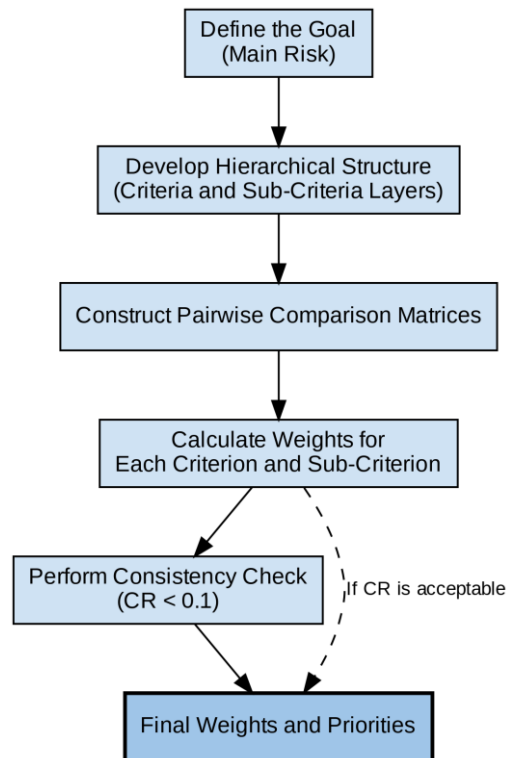 Define the Goal
(Main Risk)
Develop Hierarchical Structure
(Criteria and Sub-Criteria Layers)
Construct Pairwise Comparison Matrices
Calculate Weights for
Each Criterion and Sub-Criterion
Perform Consistency Check
(CR < 0.1)
If CR is acceptable
Final Weights and Priorities